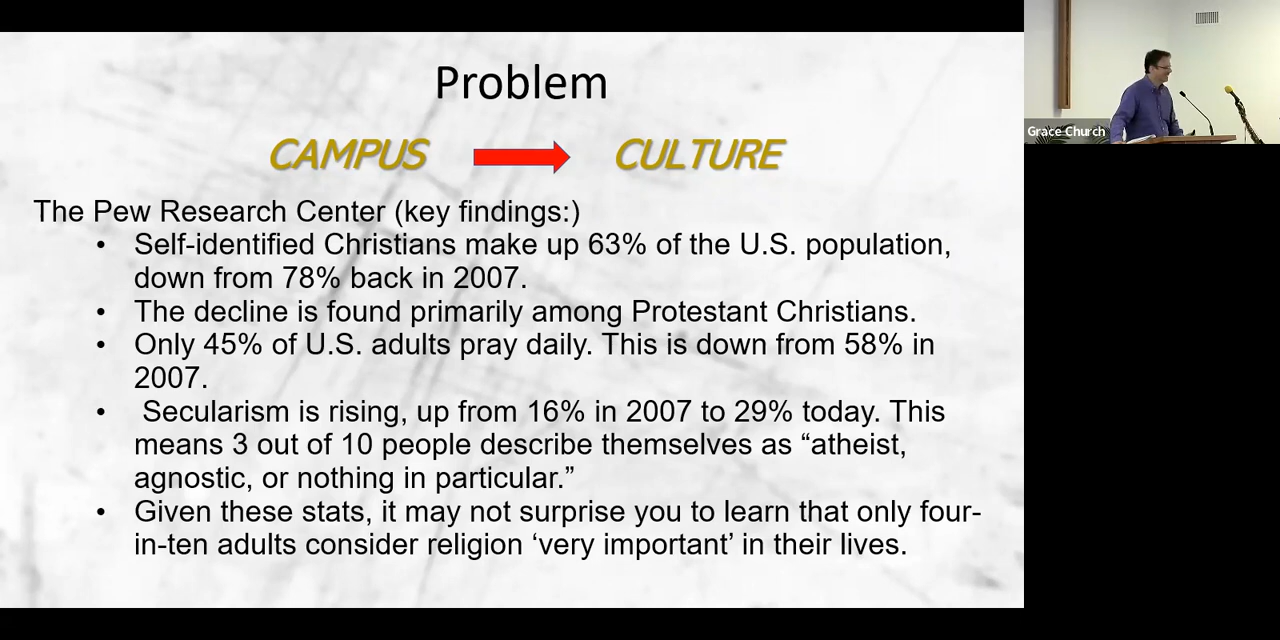 Problem
CAMPUS CULTURE
The Pew Research Center (key findings:)
• Self-identified Christians make up 63% of the U.S. population,
down from 78% back in 2007.
• The decline is found primarily among Protestant Christians.
• Only 45% of U.S. adults pray daily. This is down from 58% in
2007.
• Secularism is rising, up from 16% in 2007 to 29% today. This
means 3 out of 10 people describe themselves as “atheist,
agnostic, or nothing in particular.”
• Given these stats, it may not surprise you to learn that only four-
in-ten adults consider religion ‘very important’ in their lives.
Grace Church